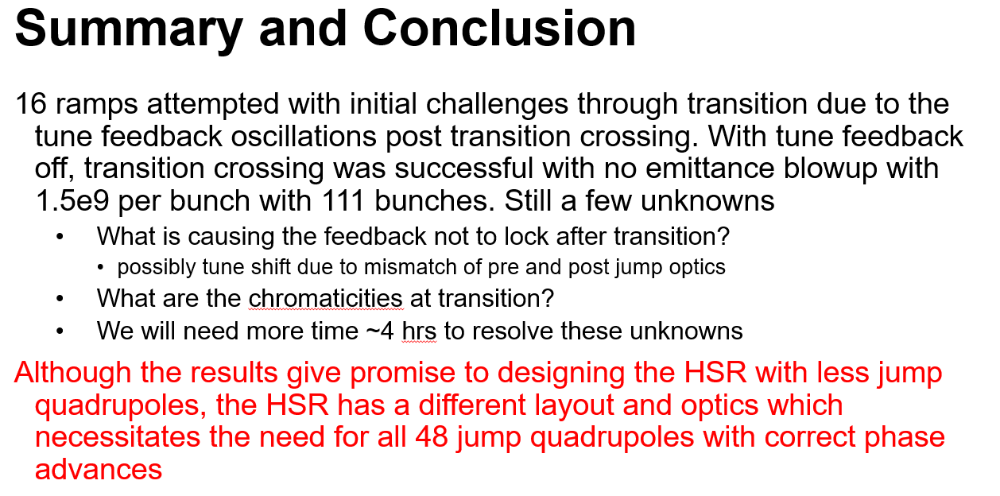 Summary and Conclusion
16 ramps attempted with initial challenges through transition due to the
tune feedback oscillations post transition crossing. With tune feedback
off, transition crossing was successful with no emittance blowup with
1.5e9 per bunch with 111 bunches. Still a few unknowns
• What is causing the feedback not to lock after transition?
• possibly tune shift due to mismatch of pre and post jump optics
• What are the chromaticities at transition?
• We will need more time ~4 hrs to resolve these unknowns
Although the results give promise to designing the HSR with less jump
quadrupoles, the HSR has a different layout and optics which
necessitates the need for all 48 jump quadrupoles with correct phase
advances